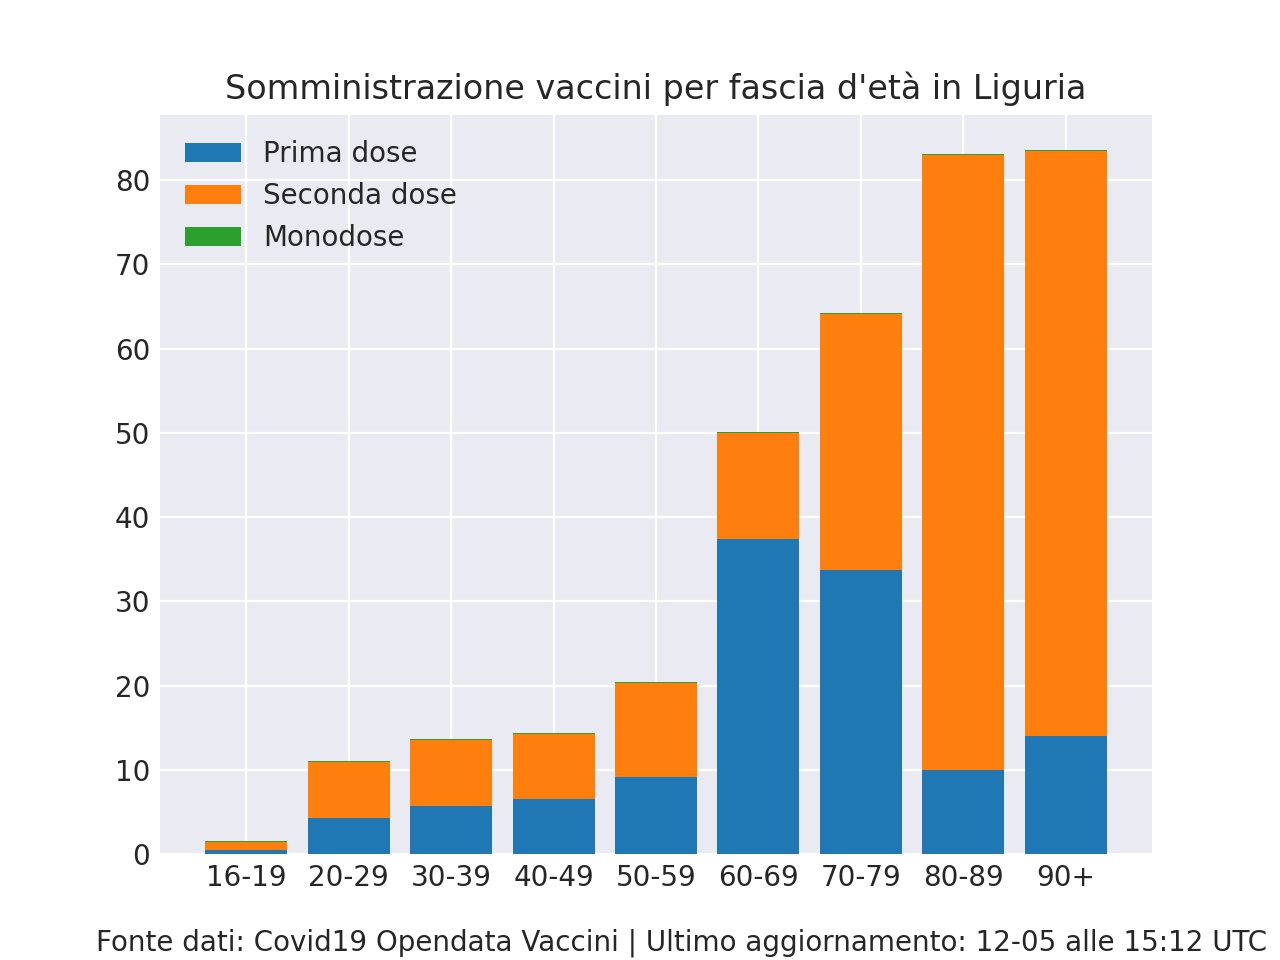 Somministrazione vaccini per fascia d'età in Liguria
Prima dose
Seconda dose
Monodose
80
70
60
50
40
30
20
10
0
16-19 20-29 30-39 40-49 50-59 60-69 70-79 80-89 90+
Fonte dati: Covid19 Opendata Vaccini | Ultimo aggiornamento: 12-05 alle 15:12 UTC